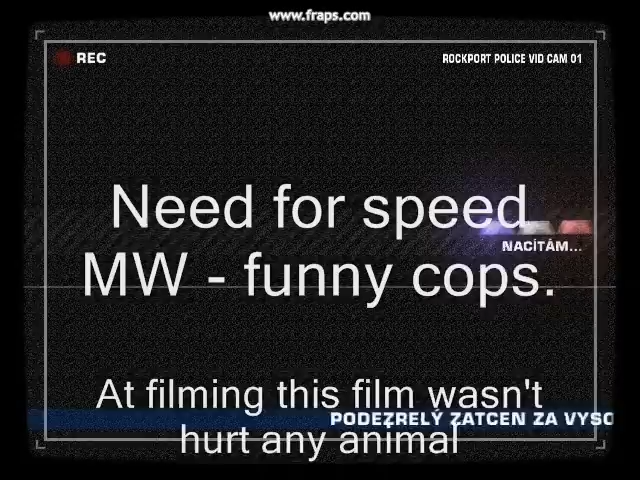 www.fraps.com
REC
ROCKPORT POLICE VID CAM 01
Need for speed
NAČÍTÁM...
MW - funny cops.
At filming this film wasn't
PODEZŘELÝ ZATČEN ZA VYSO
hurt any animal